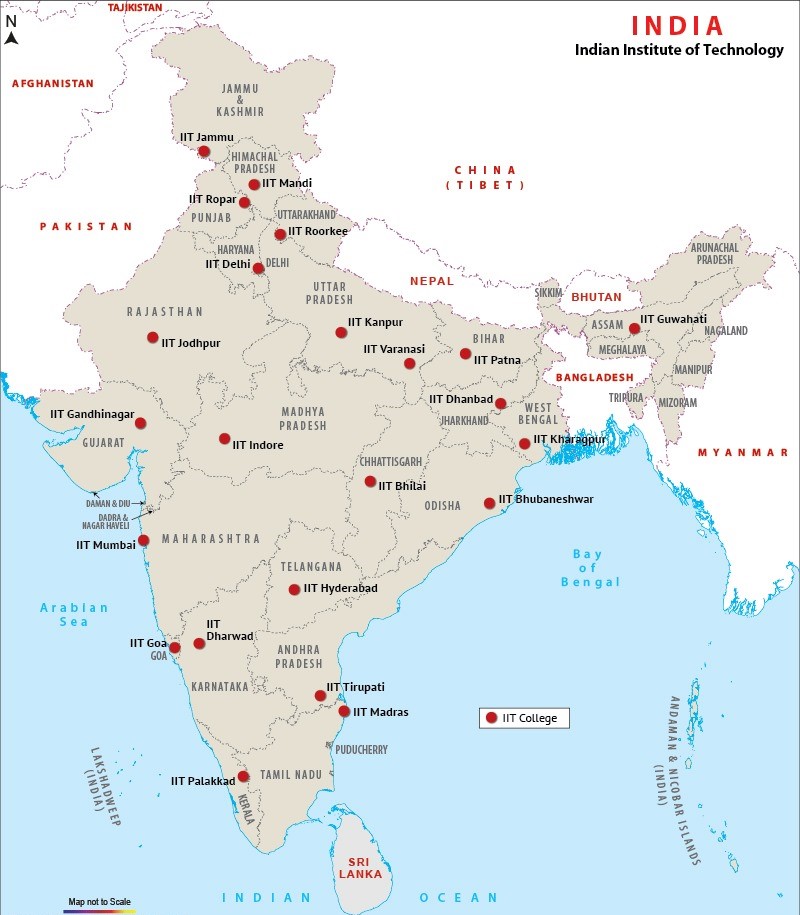 TAJIKISTAN
N
INDIA
Indian Institute of Technology
AFGHANISTAN
JAMMU
&
KASHMIR
IIT Jammu
HIMACHAL
PRADESH
CHINA
(TIBET)
IIT Mandi
IIT Ropar
PUNJAB
UTTARAKHAND
PAKISTAN
IIT Roorkee
HARYANA
DELHI
IIT Delhi
ARUNACHAL
PRADESH
NEPAL
UTTAR
PRADESH
SIKKIM
BHUTAN
RAJASTHAN
IIT Kanpur
ASSAM
IIT Guwahati
NAGALAND
IIT Jodhpur
BIHAR
IIT Varanasi
IIT Patna
MEGHALAYA
MANIPUR
BANGLADESH
IIT Dhanbad
TRIPURA
MIZORAM
IIT Gandhinagar
MADHYA
PRADESH
WEST
BENGAL
JHARKHAND
GUJARAT
IIT Indore
IIT Kharagpur
MYANMAR
CHHATTISGARH
IIT Bhilai
DAMAN & DIU
DADRA &
NAGAR HAVELI
ODISHA
IIT Bhubaneshwar
IIT Mumbai
MAHARASHTRA
Bay
of
Bengal
TELANGANA
IIT Hyderabad
Arabian
Sea
IIT
Dharwad
IIT Goa
GOA
ANDHRA
PRADESH
KARNATAKA
IIT Tirupati
IIT Madras
IIT College
PUDUCHERRY
LAKSHADWEEP
(INDIA)
ANDAMAN & NICOBAR ISLANDS
(INDIA)
IIT Palakkad
TAMIL NADU
KERALA
SRI
LANKA
Map not to Scale
INDIAN OCEAN